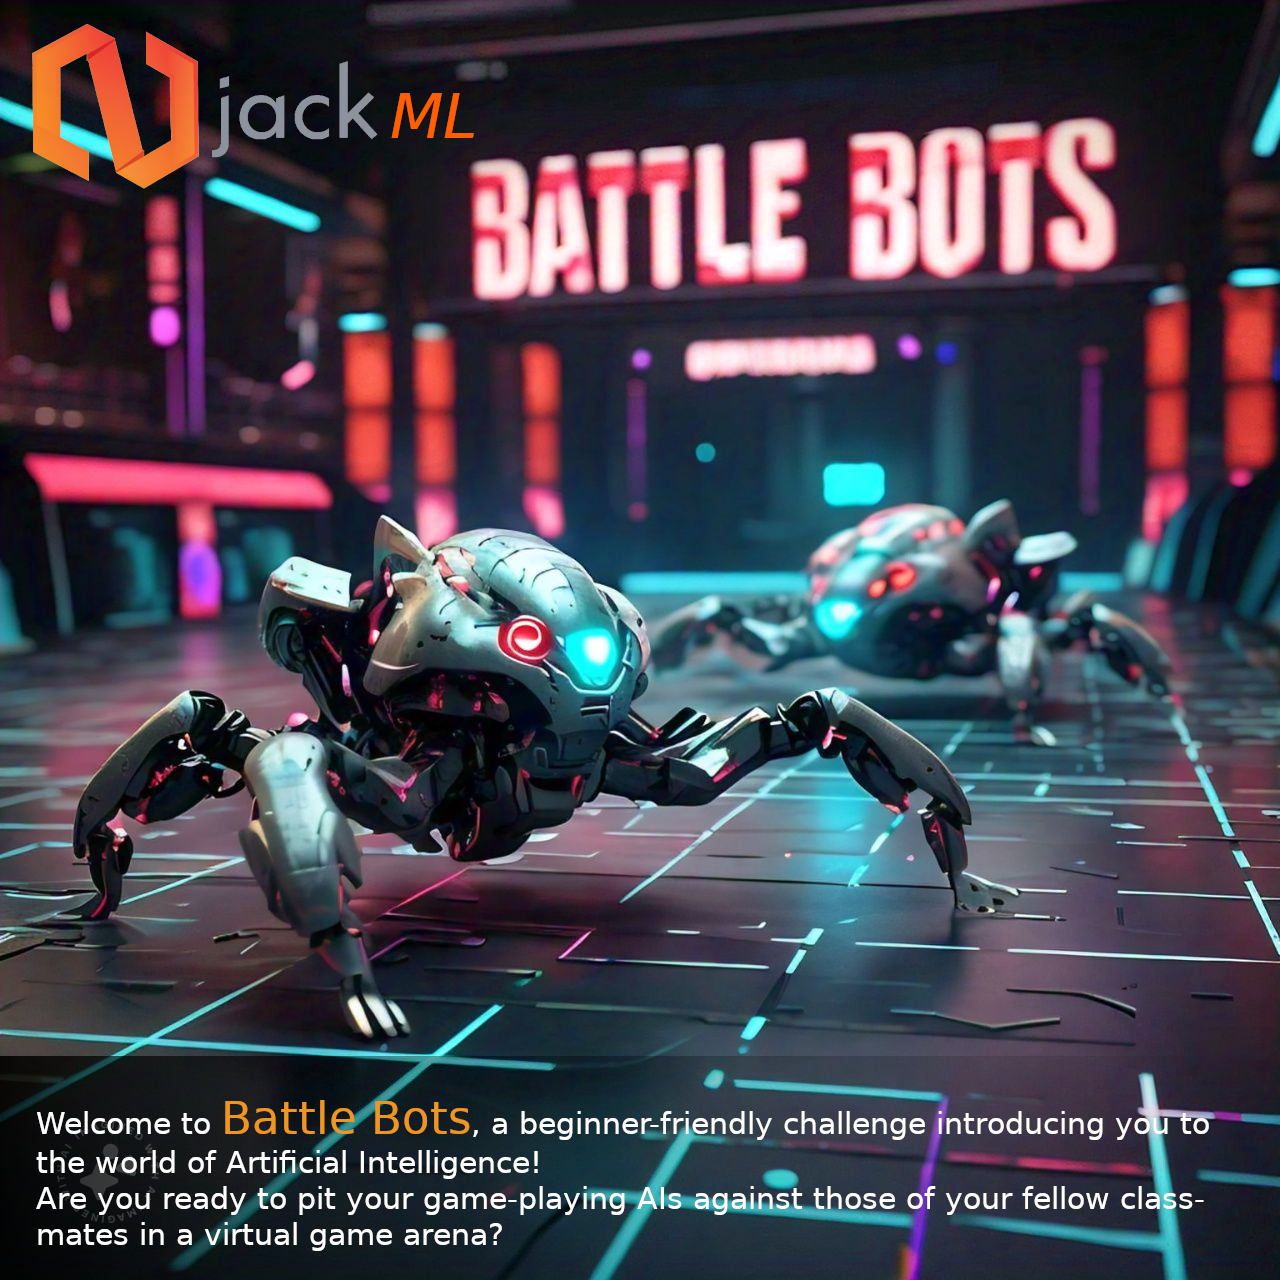 jack ML
BATTLE BOTS
Welcome to Battle Bots, a beginner-friendly challenge introducing you to
the world of Artificial Intelligence!
Are you ready to pit your game-playing AIs against those of your fellow class-
mates in a virtual game arena?